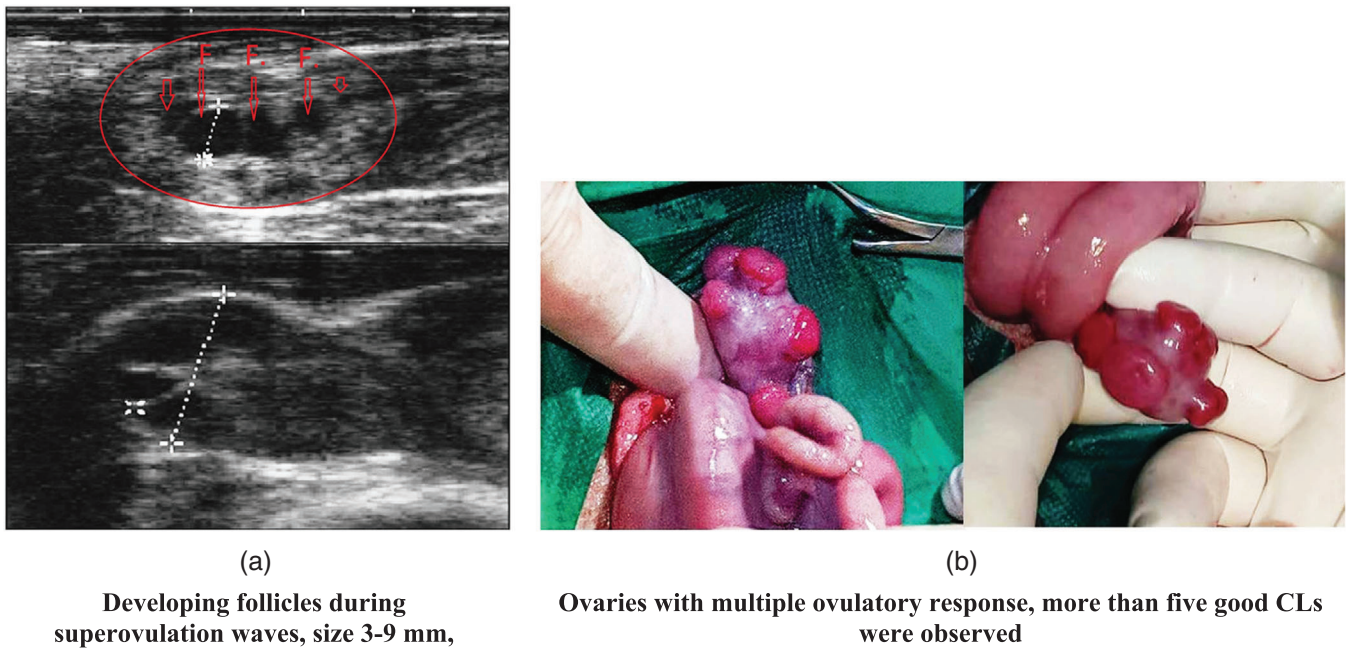 F F. F.
(a)
Developing follicles during
superovulation waves, size 3-9 mm,
(b)
Ovaries with multiple ovulatory response, more than five good CLs
were observed